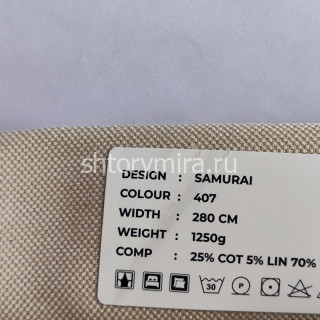 shtorymira.ru
DESIGN : SAMURAI
COLOUR : 407
WIDTH : 280 CM
WEIGHT : 1250g
COMP : 25% COT 5% LIN 70%
30 P